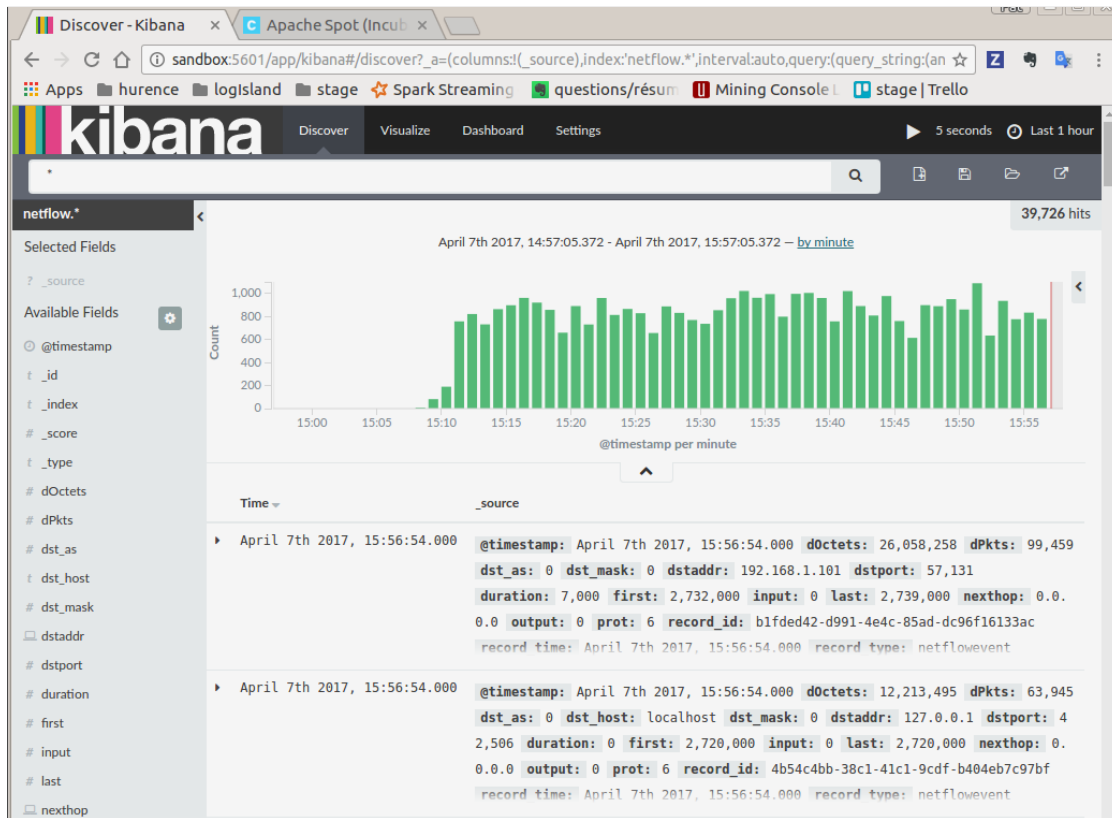 Discover - Kibana
Apache Spot (Incub
sandbox:5601/app/kibana#/discover?_a=(columns:!(_source),index:'netflow.*',interval:auto,query:(query_string:(an
Apps hurence logIsland stage Spark Streaming questions/résum Mining Console L stage | Trello
kibana Discover Visualize Dashboard Settings 5 seconds Last 1 hour
*
netflow.* 39,726 hits
Selected Fields
April 7th 2017, 14:57:05.372 - April 7th 2017, 15:57:05.372 — by minute
? _source
Available Fields
@timestamp
t _id
t _index
# _score
t _type
# dOctets
# dPkts
# dst_as
t dst_host
# dst_mask
dstaddr
# dstport
# duration
# first
# input
# last
nexthop
Count
1,000
800
600
400
200
0
15:00 15:05 15:10 15:15 15:20 15:25 15:30 15:35 15:40 15:45 15:50 15:55
@timestamp per minute
Time _source
April 7th 2017, 15:56:54.000 @timestamp: April 7th 2017, 15:56:54.000 dOctets: 26,058,258 dPkts: 99,459
dst_as: 0 dst_mask: 0 dstaddr: 192.168.1.101 dstport: 57,131
duration: 7,000 first: 2,732,000 input: 0 last: 2,739,000 nexthop: 0.0.
0.0 output: 0 prot: 6 record_id: b1fded42-d991-4e4c-85ad-dc96f16133ac
record_time: April 7th 2017, 15:56:54.000 record_type: netflowevent
April 7th 2017, 15:56:54.000 @timestamp: April 7th 2017, 15:56:54.000 dOctets: 12,213,495 dPkts: 63,945
dst_as: 0 dst_host: localhost dst_mask: 0 dstaddr: 127.0.0.1 dstport: 4
2,506 duration: 0 first: 2,720,000 input: 0 last: 2,720,000 nexthop: 0.
0.0.0 output: 0 prot: 6 record_id: 4b54c4bb-38c1-41c1-9cdf-b404eb7c97bf
record_time: April 7th 2017, 15:56:54.000 record_type: netflowevent